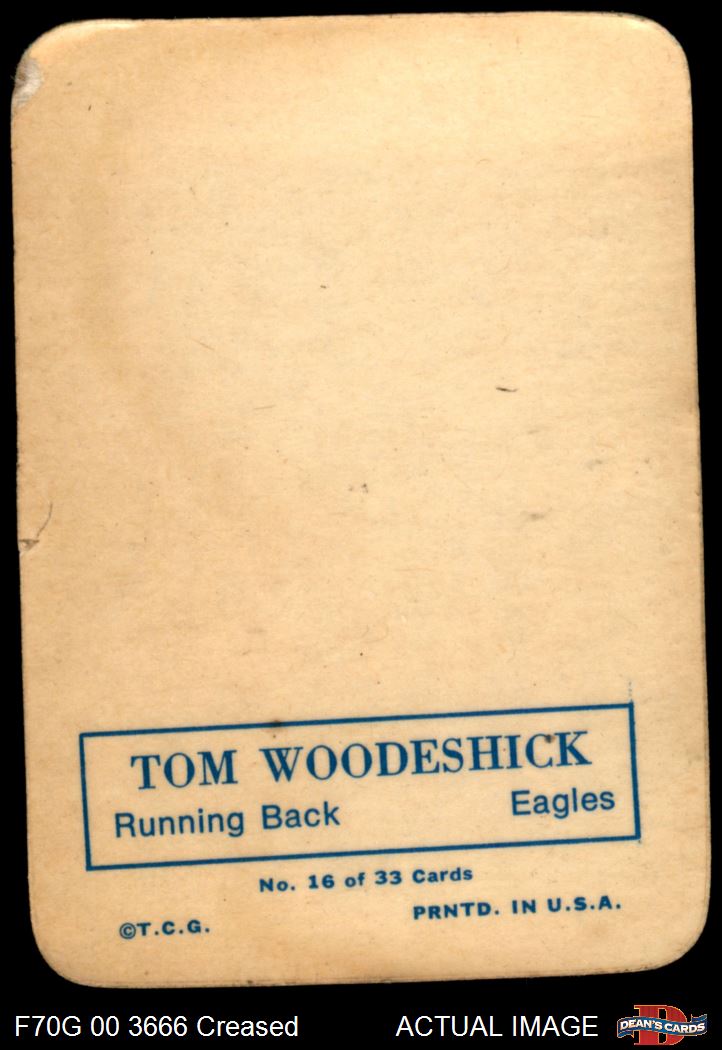 TOM WOODESHICK
Running Back Eagles
No. 16 of 33 Cards
©T.C.G. PRNTD. IN U.S.A.
F70G 00 3666 Creased ACTUAL IMAGE D DEAN'S CARDS